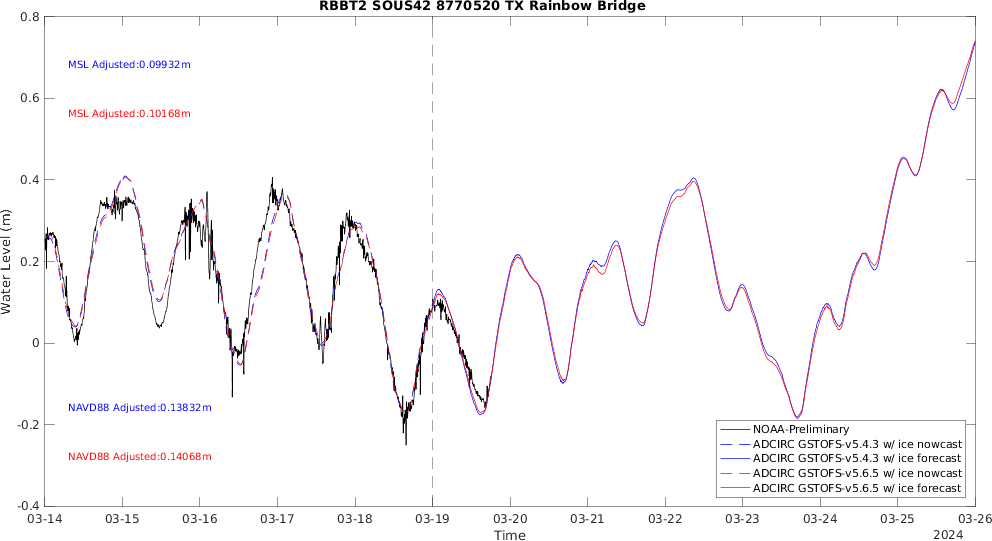 RBBT2 SOUS42 8770520 TX Rainbow Bridge
0.8
0.6
0.4
0.2
0
-0.2
-0.4
Water Level (m)
MSL Adjusted:0.09932m
MSL Adjusted:0.10168m
NAVD88 Adjusted:0.13832m
NAVD88 Adjusted:0.14068m
NOAA-Preliminary
ADCIRC GSTOFS-v5.4.3 w/ ice nowcast
ADCIRC GSTOFS-v5.4.3 w/ ice forecast
ADCIRC GSTOFS-v5.6.5 w/ ice nowcast
ADCIRC GSTOFS-v5.6.5 w/ ice forecast
03-14 03-15 03-16 03-17 03-18 03-19 03-20 03-21 03-22 03-23 03-24 03-25 03-26
Time
2024